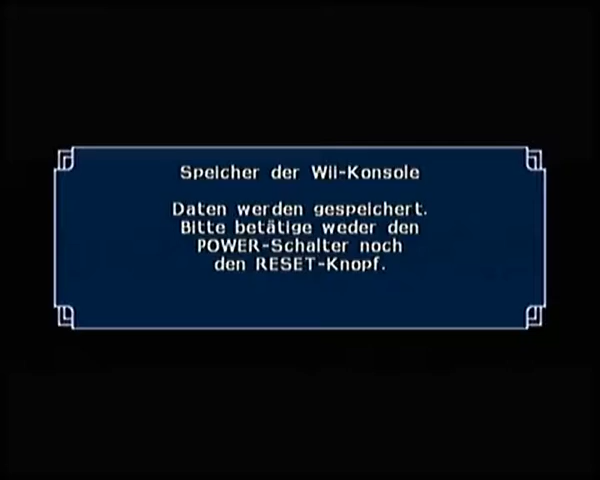 Speicher der Wii-Konsole
Daten werden gespeichert.
Bitte betätige weder den
POWER-Schalter noch
den RESET-Knopf.